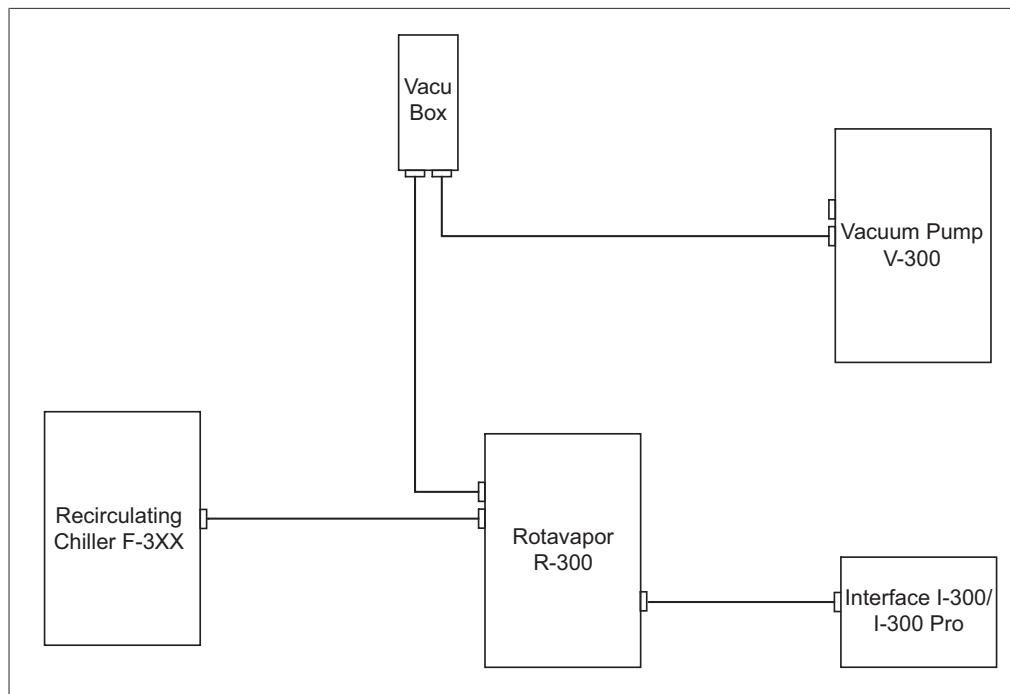 Vacu
Box
Vacuum Pump
V-300
Recirculating
Chiller F-3XX
Rotavapor
R-300
Interface I-300/
I-300 Pro